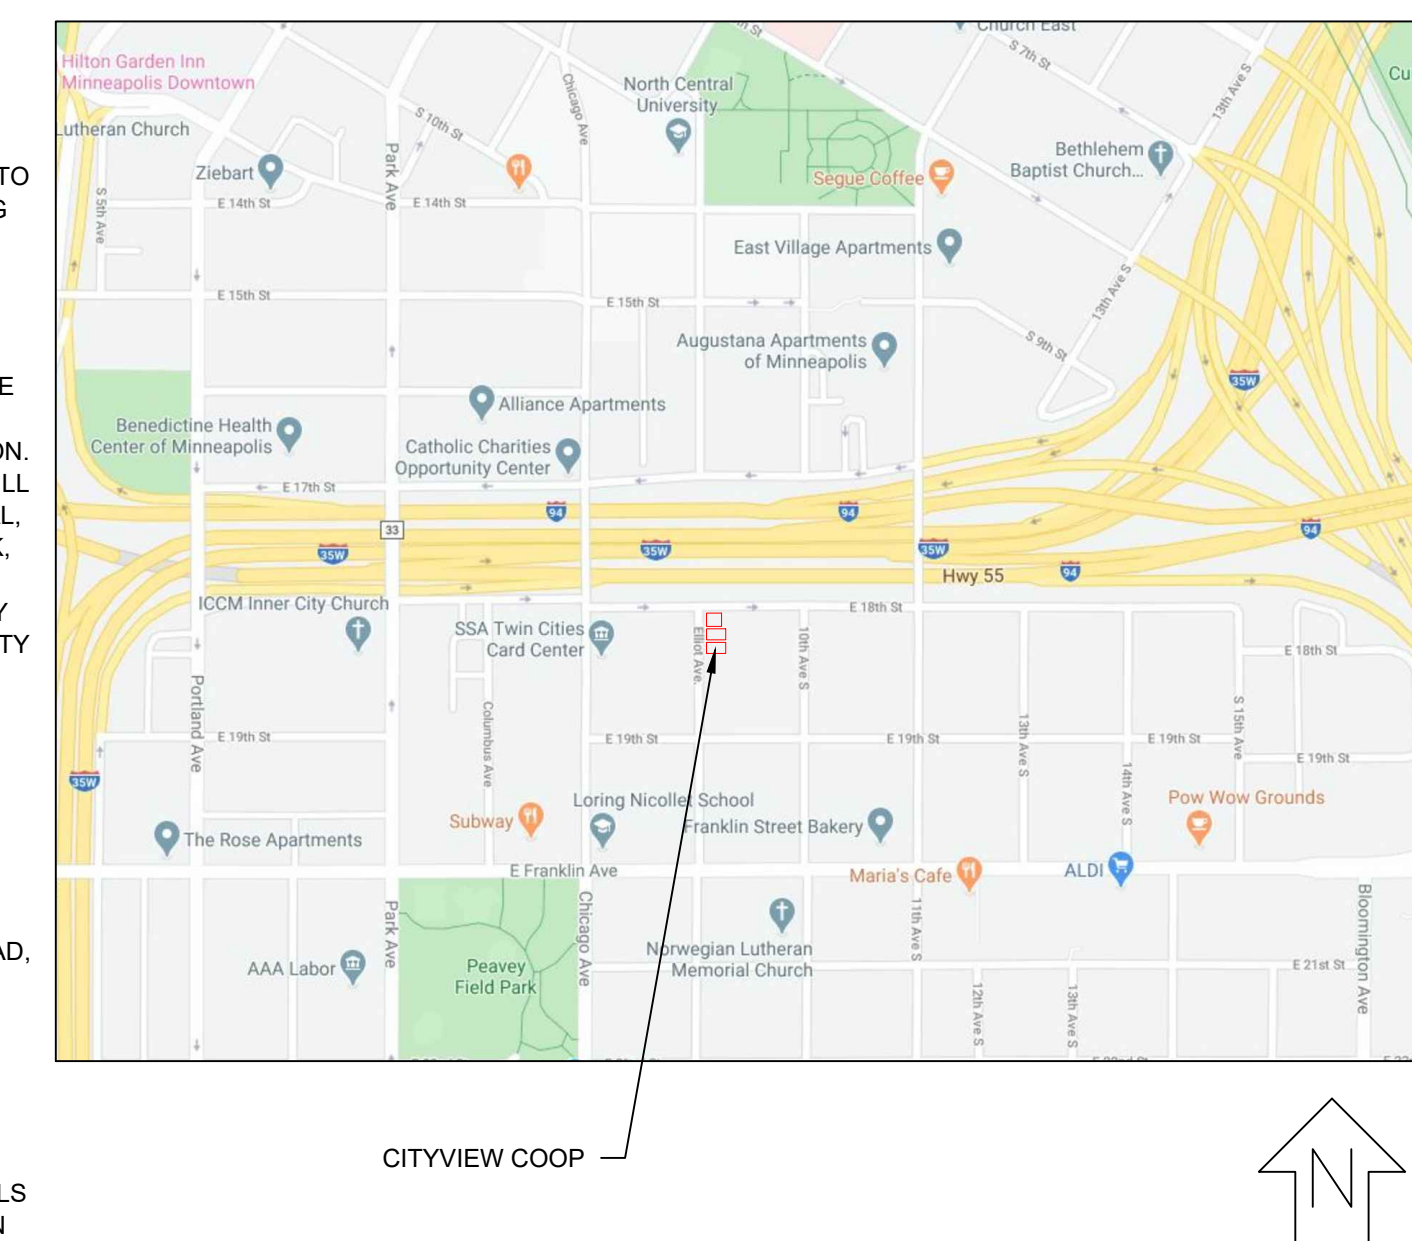 TO
G
E
ON.
ILL
LL,
K,
Y
TY
AD,
LS
N
Church East
S 7th St
13th Ave S
Cu
Hilton Garden Inn
Minneapolis Downtown
Lutheran Church
S 10th St
Park Ave
Chicago Ave
North Central
University
Bethlehem
Baptist Church...
Ziebart
Segue Coffee
S 5th Ave
E 14th St
E 14th St
East Village Apartments
E 15th St
E 15th St
13th Ave S
S 9th St
Augustana Apartments
of Minneapolis
35W
Alliance Apartments
Benedictine Health
Center of Minneapolis
Catholic Charities
Opportunity Center
E 17th St
94
94
94
33
35W
35W
35W
Hwy 55
94
ICCM Inner City Church
E 18th St
SSA Twin Cities
Card Center
Elliot Ave.
10th Ave S
E 18th St
Portland Ave
Columbus Ave
13th Ave S
S 15th Ave
E 19th St
E 19th St
E 19th St
E 19th St
E 19th St
35W
14th Ave S
Loring Nicollet School
Pow Wow Grounds
Subway
Franklin Street Bakery
The Rose Apartments
E Franklin Ave
Maria's Cafe
ALDI
Park Ave
Chicago Ave
11th Ave S
Bloomington Ave
Norwegian Lutheran
Memorial Church
AAA Labor
Peavey
Field Park
E 21st St
12th Ave S
13th Ave S
E 22nd St
CITYVIEW COOP
N